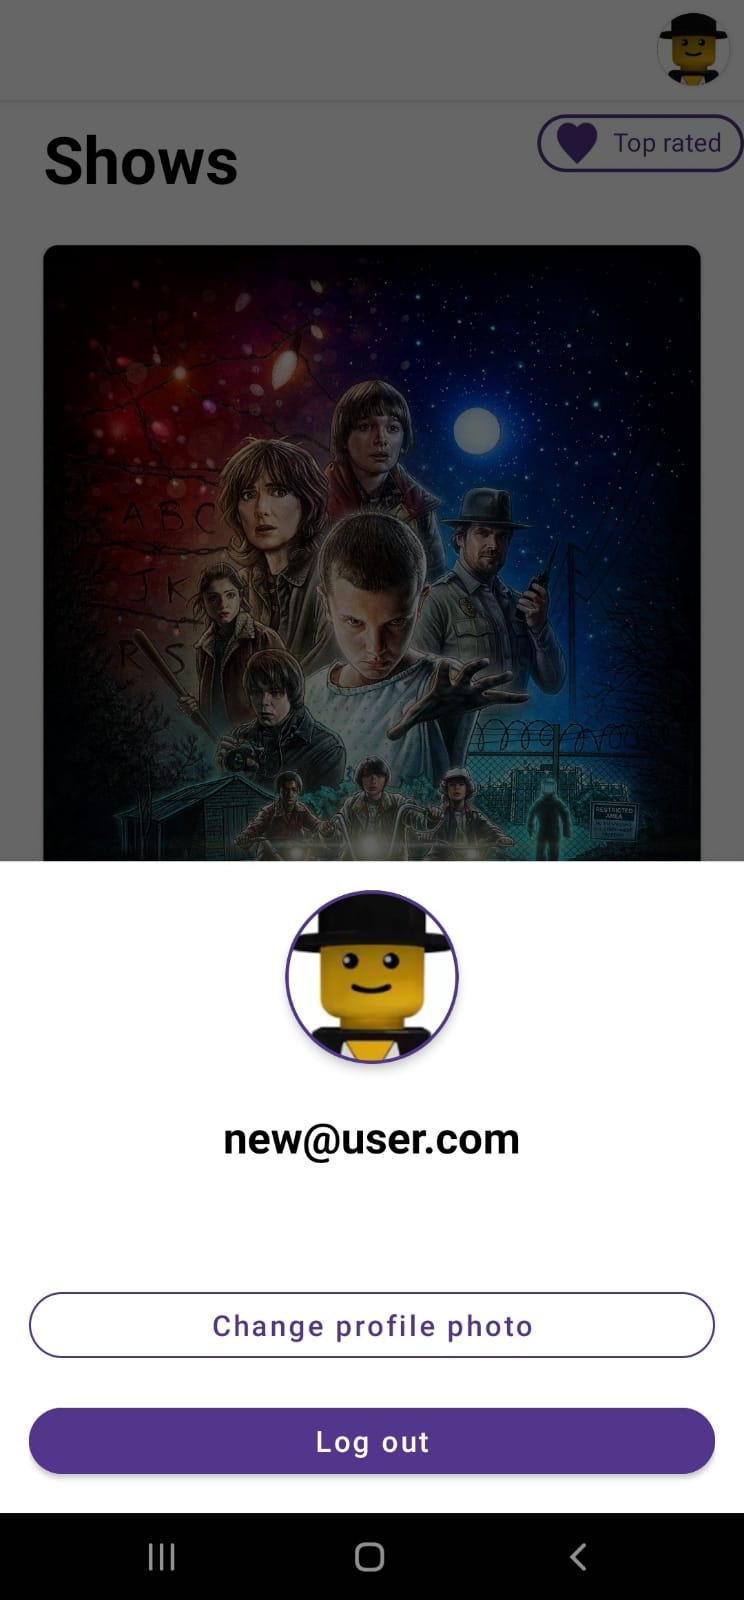 Top rated
Shows
A B C
J K
R S
RESTRICTED
AREA
new@user.com
Change profile photo
Log out